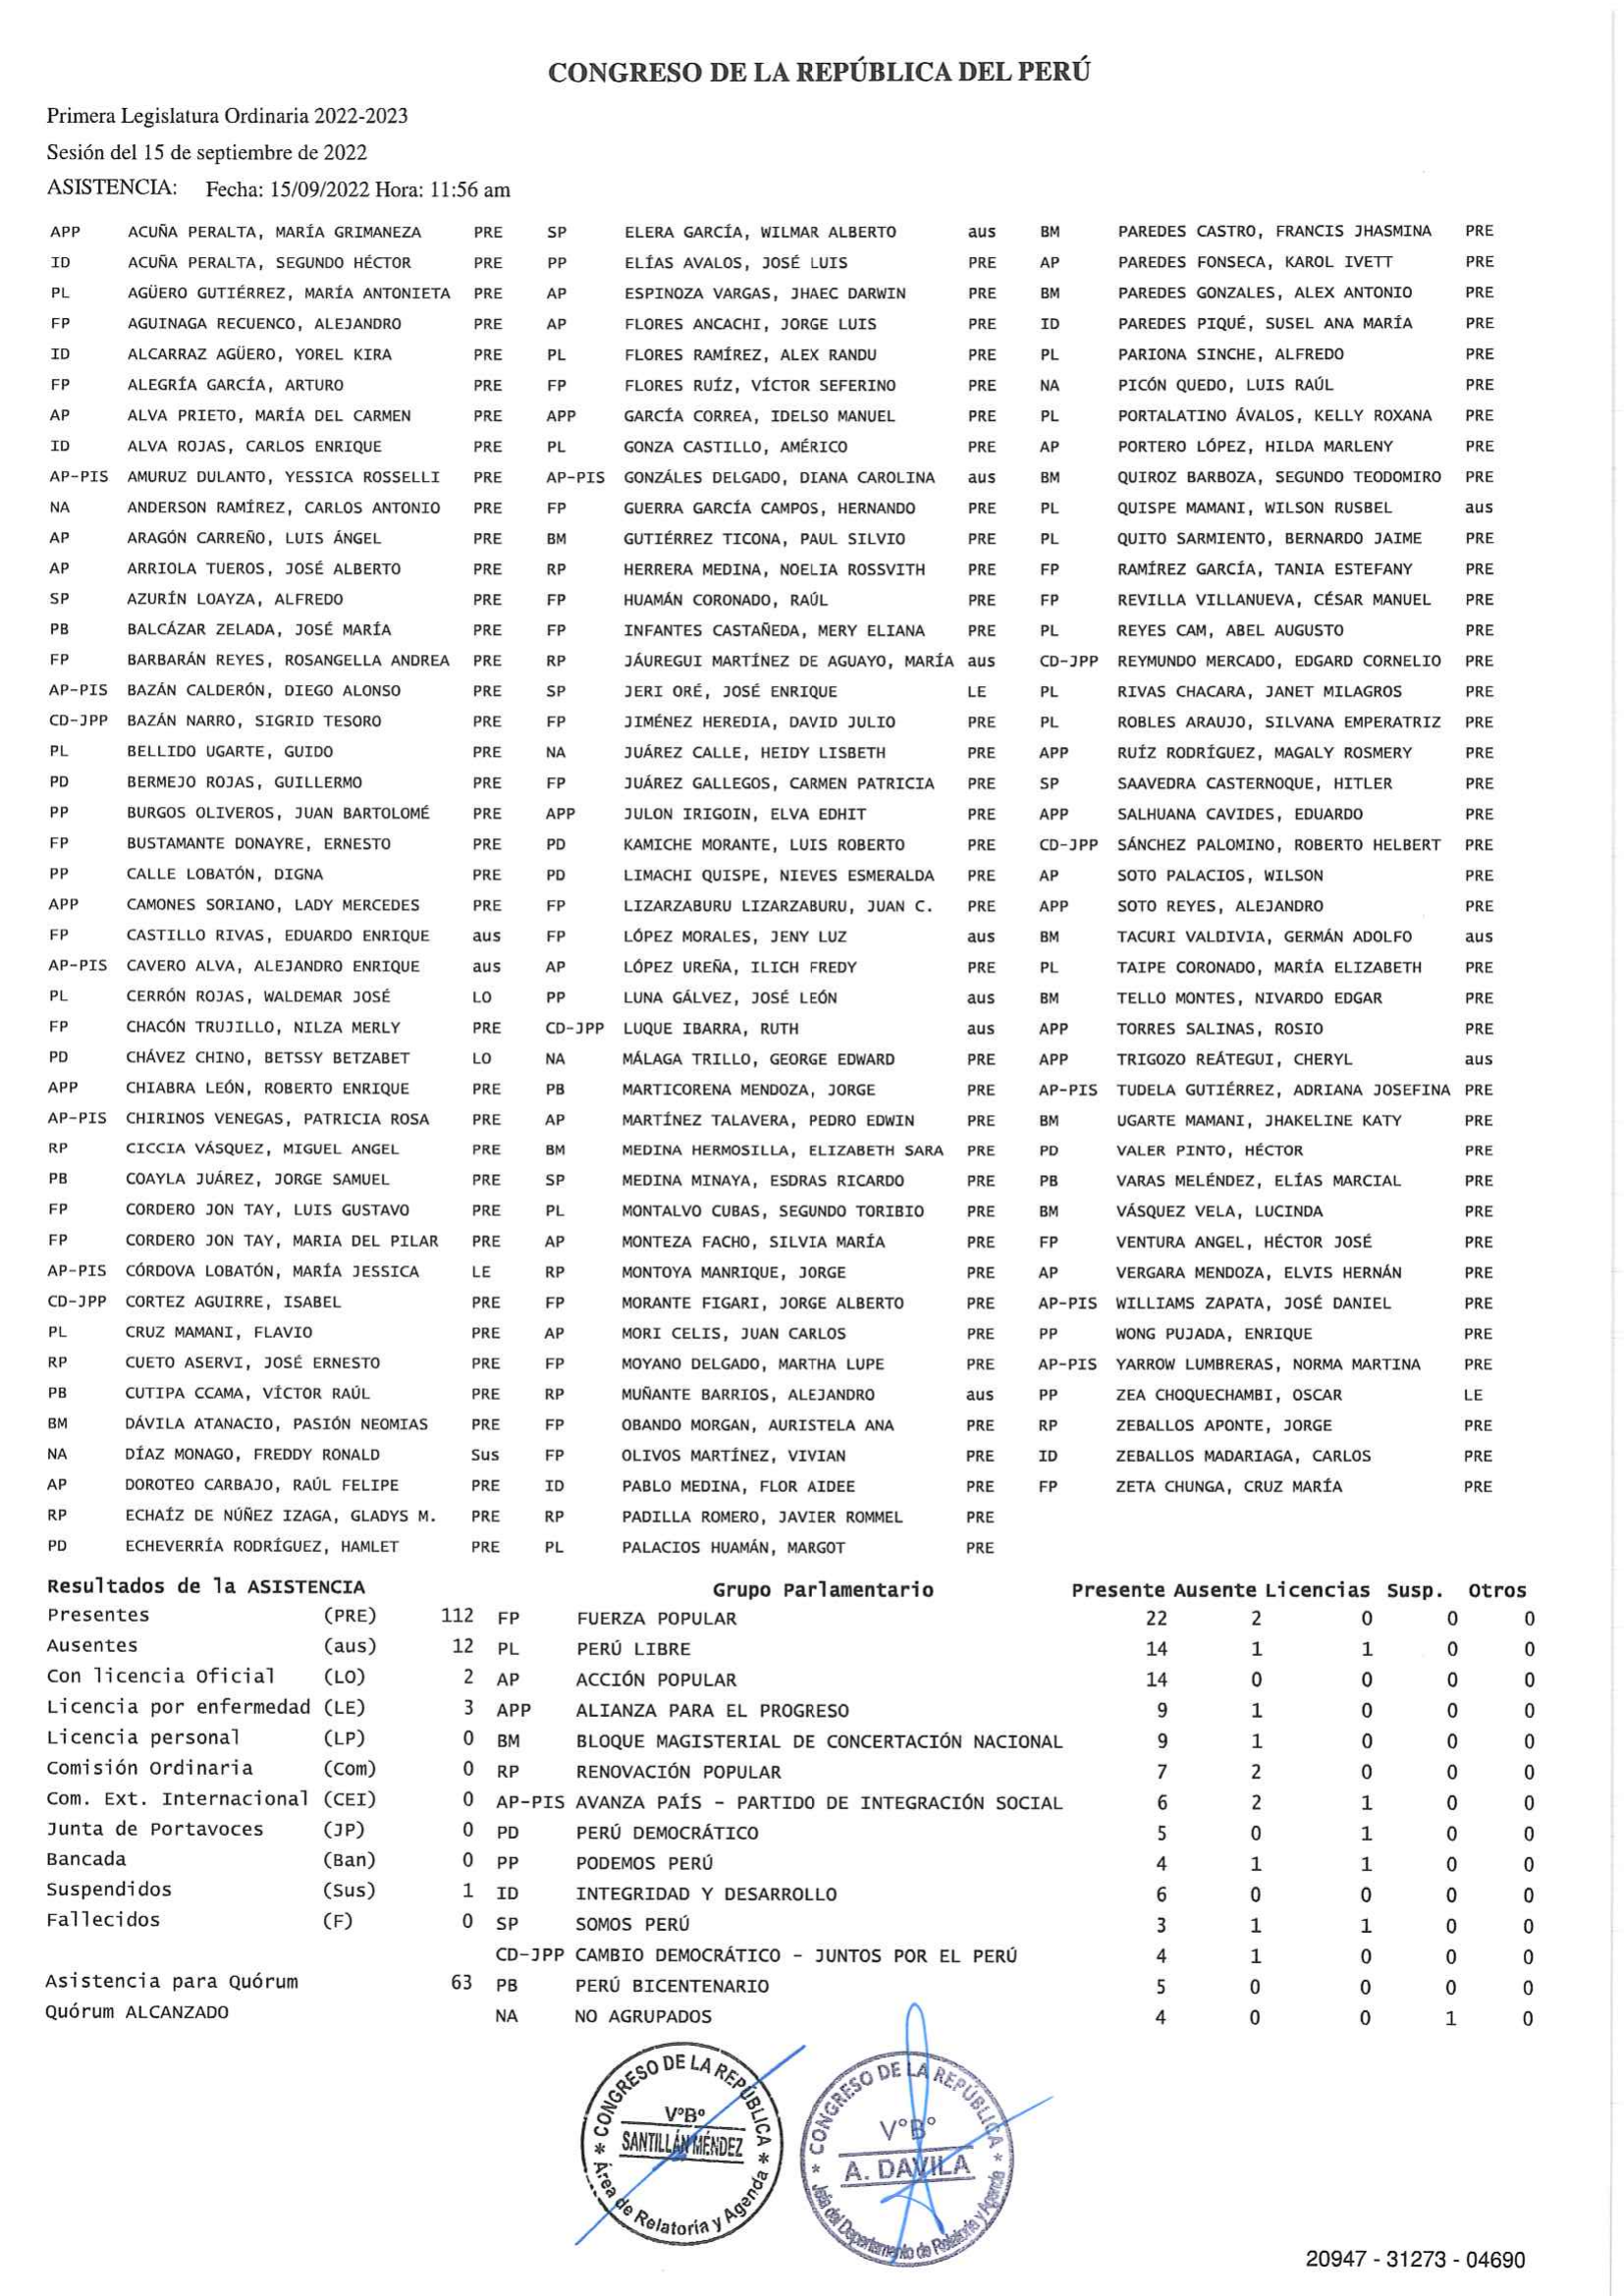 CONGRESO DE LA REPÚBLICA DEL PERÚ
Primera Legislatura Ordinaria 2022-2023
Sesión del 15 de septiembre de 2022
ASISTENCIA: Fecha: 15/09/2022 Hora: 11:56 am
APP ACUÑA PERALTA, MARÍA GRIMANEZA PRE SP ELERA GARCÍA, WILMAR ALBERTO aus BM PAREDES CASTRO, FRANCIS JHASMINA PRE
ID ACUÑA PERALTA, SEGUNDO HÉCTOR PRE PP ELÍAS AVALOS, JOSÉ LUIS PRE AP PAREDES FONSECA, KAROL IVETT PRE
PL AGÜERO GUTIÉRREZ, MARÍA ANTONIETA PRE AP ESPINOZA VARGAS, JHAEC DARWIN PRE BM PAREDES GONZALES, ALEX ANTONIO PRE
FP AGUINAGA RECUENCO, ALEJANDRO PRE AP FLORES ANCACHI, JORGE LUIS PRE ID PAREDES PIQUÉ, SUSEL ANA MARÍA PRE
ID ALCARRAZ AGÜERO, YOREL KIRA PRE PL FLORES RAMÍREZ, ALEX RANDU PRE PL PARIONA SINCHE, ALFREDO PRE
FP ALEGRÍA GARCÍA, ARTURO PRE FP FLORES RUÍZ, VÍCTOR SEFERINO PRE NA PICÓN QUEDO, LUIS RAÚL PRE
AP ALVA PRIETO, MARÍA DEL CARMEN PRE APP GARCÍA CORREA, IDELSO MANUEL PRE PL PORTALATINO ÁVALOS, KELLY ROXANA PRE
ID ALVA ROJAS, CARLOS ENRIQUE PRE PL GONZA CASTILLO, AMÉRICO PRE AP PORTERO LÓPEZ, HILDA MARLENY PRE
AP-PIS AMURUZ DULANTO, YESSICA ROSSELLI PRE AP-PIS GONZÁLES DELGADO, DIANA CAROLINA aus BM QUIROZ BARBOZA, SEGUNDO TEODOMIRO PRE
NA ANDERSON RAMÍREZ, CARLOS ANTONIO PRE FP GUERRA GARCÍA CAMPOS, HERNANDO PRE PL QUISPE MAMANI, WILSON RUSBEL aus
AP ARAGÓN CARREÑO, LUIS ÁNGEL PRE BM GUTIÉRREZ TICONA, PAUL SILVIO PRE PL QUITO SARMIENTO, BERNARDO JAIME PRE
AP ARRIOLA TUEROS, JOSÉ ALBERTO PRE RP HERRERA MEDINA, NOELIA ROSSVITH PRE FP RAMÍREZ GARCÍA, TANIA ESTEFANY PRE
SP AZURÍN LOAYZA, ALFREDO PRE FP HUAMÁN CORONADO, RAÚL PRE FP REVILLA VILLANUEVA, CÉSAR MANUEL PRE
PB BALCÁZAR ZELADA, JOSÉ MARÍA PRE FP INFANTES CASTAÑEDA, MERY ELIANA PRE PL REYES CAM, ABEL AUGUSTO PRE
FP BARBARÁN REYES, ROSANGELLA ANDREA PRE RP JÁUREGUI MARTÍNEZ DE AGUAYO, MARÍA aus CD-JPP REYMUNDO MERCADO, EDGARD CORNELIO PRE
AP-PIS BAZÁN CALDERÓN, DIEGO ALONSO PRE SP JERI ORÉ, JOSÉ ENRIQUE LE PL RIVAS CHACARA, JANET MILAGROS PRE
CD-JPP BAZÁN NARRO, SIGRID TESORO PRE FP JIMÉNEZ HEREDIA, DAVID JULIO PRE PL ROBLES ARAUJO, SILVANA EMPERATRIZ PRE
PL BELLIDO UGARTE, GUIDO PRE NA JUÁREZ CALLE, HEIDY LISBETH PRE APP RUÍZ RODRÍGUEZ, MAGALY ROSMERY PRE
PD BERMEJO ROJAS, GUILLERMO PRE FP JUÁREZ GALLEGOS, CARMEN PATRICIA PRE SP SAAVEDRA CASTERNOQUE, HITLER PRE
PP BURGOS OLIVEROS, JUAN BARTOLOMÉ PRE APP JULON IRIGOIN, ELVA EDHIT PRE APP SALHUANA CAVIDES, EDUARDO PRE
FP BUSTAMANTE DONAYRE, ERNESTO PRE PD KAMICHE MORANTE, LUIS ROBERTO PRE CD-JPP SÁNCHEZ PALOMINO, ROBERTO HELBERT PRE
PP CALLE LOBATÓN, DIGNA PRE PD LIMACHI QUISPE, NIEVES ESMERALDA PRE AP SOTO PALACIOS, WILSON PRE
APP CAMONES SORIANO, LADY MERCEDES PRE FP LIZARZABURU LIZARZABURU, JUAN C. PRE APP SOTO REYES, ALEJANDRO PRE
FP CASTILLO RIVAS, EDUARDO ENRIQUE aus FP LÓPEZ MORALES, JENY LUZ aus BM TACURI VALDIVIA, GERMÁN ADOLFO aus
AP-PIS CAVERO ALVA, ALEJANDRO ENRIQUE aus AP LÓPEZ UREÑA, ILICH FREDY PRE PL TAIPE CORONADO, MARÍA ELIZABETH PRE
PL CERRÓN ROJAS, WALDEMAR JOSÉ LO PP LUNA GÁLVEZ, JOSÉ LEÓN aus BM TELLO MONTES, NIVARDO EDGAR PRE
FP CHACÓN TRUJILLO, NILZA MERLY PRE CD-JPP LUQUE IBARRA, RUTH aus APP TORRES SALINAS, ROSIO PRE
PD CHÁVEZ CHINO, BETSSY BETZABET LO NA MÁLAGA TRILLO, GEORGE EDWARD PRE APP TRIGOZO REÁTEGUI, CHERYL aus
APP CHIABRA LEÓN, ROBERTO ENRIQUE PRE PB MARTICORENA MENDOZA, JORGE PRE AP-PIS TUDELA GUTIÉRREZ, ADRIANA JOSEFINA PRE
AP-PIS CHIRINOS VENEGAS, PATRICIA ROSA PRE AP MARTÍNEZ TALAVERA, PEDRO EDWIN PRE BM UGARTE MAMANI, JHAKELINE KATY PRE
RP CICCIA VÁSQUEZ, MIGUEL ANGEL PRE BM MEDINA HERMOSILLA, ELIZABETH SARA PRE PD VALER PINTO, HÉCTOR PRE
PB COAYLA JUÁREZ, JORGE SAMUEL PRE SP MEDINA MINAYA, ESDRAS RICARDO PRE PB VARAS MELÉNDEZ, ELÍAS MARCIAL PRE
FP CORDERO JON TAY, LUIS GUSTAVO PRE PL MONTALVO CUBAS, SEGUNDO TORIBIO PRE BM VÁSQUEZ VELA, LUCINDA PRE
FP CORDERO JON TAY, MARIA DEL PILAR PRE AP MONTEZA FACHO, SILVIA MARÍA PRE FP VENTURA ANGEL, HÉCTOR JOSÉ PRE
AP-PIS CÓRDOVA LOBATÓN, MARÍA JESSICA LE RP MONTOYA MANRIQUE, JORGE PRE AP VERGARA MENDOZA, ELVIS HERNÁN PRE
CD-JPP CORTEZ AGUIRRE, ISABEL PRE FP MORANTE FIGARI, JORGE ALBERTO PRE AP-PIS WILLIAMS ZAPATA, JOSÉ DANIEL PRE
PL CRUZ MAMANI, FLAVIO PRE AP MORI CELIS, JUAN CARLOS PRE PP WONG PUJADA, ENRIQUE PRE
RP CUETO ASERVI, JOSÉ ERNESTO PRE FP MOYANO DELGADO, MARTHA LUPE PRE AP-PIS YARROW LUMBRERAS, NORMA MARTINA PRE
PB CUTIPA CCAMA, VÍCTOR RAÚL PRE RP MUÑANTE BARRIOS, ALEJANDRO aus PP ZEA CHOQUECHAMBI, OSCAR LE
BM DÁVILA ATANACIO, PASIÓN NEOMIAS PRE FP OBANDO MORGAN, AURISTELA ANA PRE RP ZEBALLOS APONTE, JORGE PRE
NA DÍAZ MONAGO, FREDDY RONALD Sus FP OLIVOS MARTÍNEZ, VIVIAN PRE ID ZEBALLOS MADARIAGA, CARLOS PRE
AP DOROTEO CARBAJO, RAÚL FELIPE PRE ID PABLO MEDINA, FLOR AIDEE PRE FP ZETA CHUNGA, CRUZ MARÍA PRE
RP ECHAÍZ DE NÚÑEZ IZAGA, GLADYS M. PRE RP PADILLA ROMERO, JAVIER ROMMEL PRE
PD ECHEVERRÍA RODRÍGUEZ, HAMLET PRE PL PALACIOS HUAMÁN, MARGOT PRE
Resultados de la ASISTENCIA Grupo Parlamentario Presente Ausente Licencias Susp. Otros
Presentes (PRE) 112 FP FUERZA POPULAR 22 2 0 0 0
Ausentes (aus) 12 PL PERÚ LIBRE 14 1 1 0 0
Con licencia Oficial (LO) 2 AP ACCIÓN POPULAR 14 0 0 0 0
Licencia por enfermedad (LE) 3 APP ALIANZA PARA EL PROGRESO 9 1 0 0 0
Licencia personal (LP) 0 BM BLOQUE MAGISTERIAL DE CONCERTACIÓN NACIONAL 9 1 0 0 0
Comisión Ordinaria (Com) 0 RP RENOVACIÓN POPULAR 7 2 0 0 0
Com. Ext. Internacional (CEI) 0 AP-PIS AVANZA PAÍS - PARTIDO DE INTEGRACIÓN SOCIAL 6 2 1 0 0
Junta de Portavoces (JP) 0 PD PERÚ DEMOCRÁTICO 5 0 1 0 0
Bancada (Ban) 0 PP PODEMOS PERÚ 4 1 1 0 0
Suspendidos (Sus) 1 ID INTEGRIDAD Y DESARROLLO 6 0 0 0 0
Fallecidos (F) 0 SP SOMOS PERÚ 3 1 1 0 0
CD-JPP CAMBIO DEMOCRÁTICO - JUNTOS POR EL PERÚ 4 1 0 0 0
Asistencia para Quórum 63 PB PERÚ BICENTENARIO 5 0 0 0 0
Quórum ALCANZADO NA NO AGRUPADOS 4 0 0 1 0
* CONGRESO DE LA REPÚBLICA *
V°B°
SANTILLÁN MÉNDEZ
Área de Relatoría y Agenda
* CONGRESO DE LA REPÚBLICA *
V°B°
A. DAVILA
Jefa del Departamento de Relatoría y Agenda
20947 - 31273 - 04690